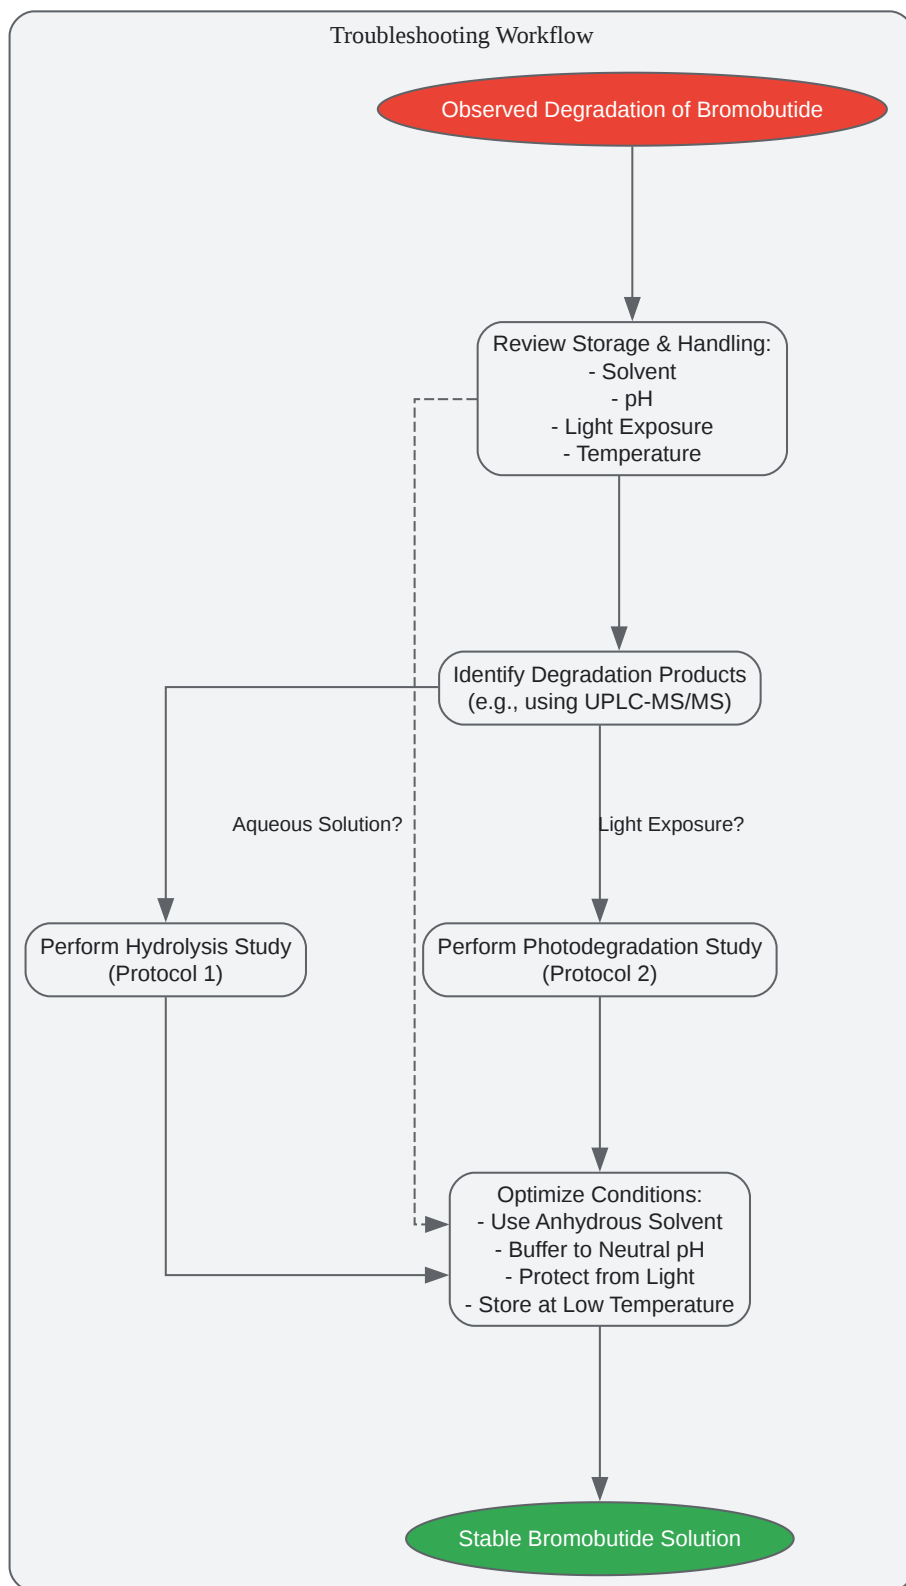 Troubleshooting Workflow
Observed Degradation of Bromobutide
Review Storage & Handling:
- Solvent
- pH
- Light Exposure
- Temperature
Identify Degradation Products
(e.g., using UPLC-MS/MS)
Aqueous Solution?
Light Exposure?
Perform Hydrolysis Study
(Protocol 1)
Perform Photodegradation Study
(Protocol 2)
Optimize Conditions:
- Use Anhydrous Solvent
- Buffer to Neutral pH
- Protect from Light
- Store at Low Temperature
Stable Bromobutide Solution